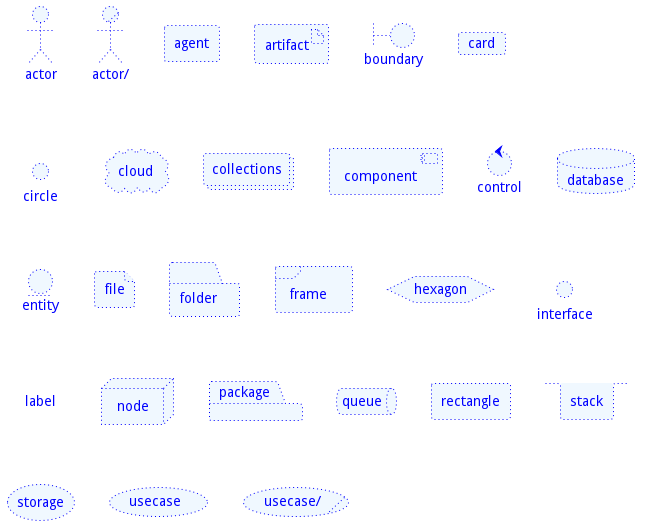 actor
actor/
agent
artifact
boundary
card
circle
cloud
collections
component
control
database
entity
file
folder
frame
hexagon
interface
label
node
package
queue
rectangle
stack
storage
usecase
usecase/